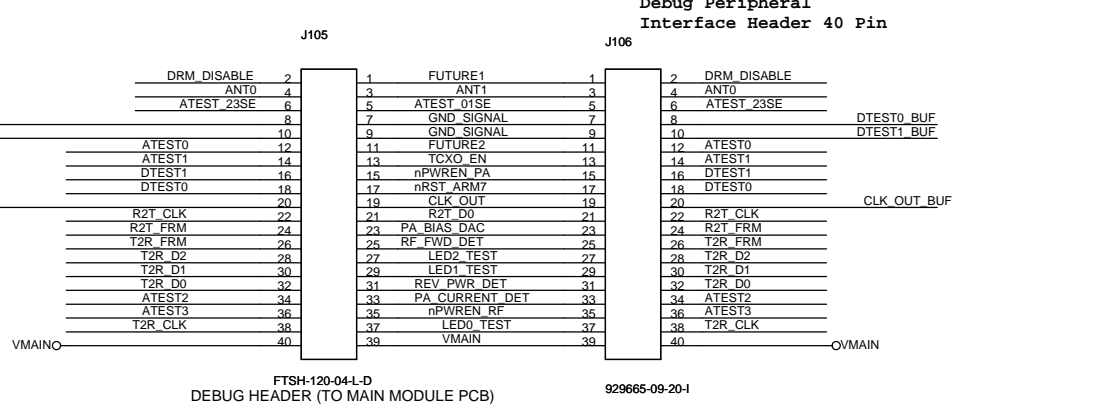 Debug Peripheral
Interface Header 40 Pin
J105 J106
DRM_DISABLE 2 1 FUTURE1 1 2 DRM_DISABLE
ANT0 4 3 ANT1 3 4 ANT0
ATEST_23SE 6 5 ATEST_01SE 5 6 ATEST_23SE
8 7 GND_SIGNAL 7 8 DTEST0_BUF
10 9 GND_SIGNAL 9 10 DTEST1_BUF
ATEST0 12 11 FUTURE2 11 12 ATEST0
ATEST1 14 13 TCXO_EN 13 14 ATEST1
DTEST1 16 15 nPWREN_PA 15 16 DTEST1
DTEST0 18 17 nRST_ARM7 17 18 DTEST0
20 19 CLK_OUT 19 20 CLK_OUT_BUF
R2T_CLK 22 21 R2T_D0 21 22 R2T_CLK
R2T_FRM 24 23 PA_BIAS_DAC 23 24 R2T_FRM
T2R_FRM 26 25 RF_FWD_DET 25 26 T2R_FRM
T2R_D2 28 27 LED2_TEST 27 28 T2R_D2
T2R_D1 30 29 LED1_TEST 29 30 T2R_D1
T2R_D0 32 31 REV_PWR_DET 31 32 T2R_D0
ATEST2 34 33 PA_CURRENT_DET 33 34 ATEST2
ATEST3 36 35 nPWREN_RF 35 36 ATEST3
T2R_CLK 38 37 LED0_TEST 37 38 T2R_CLK
VMAIN 40 39 VMAIN 39 40 VMAIN
FTSH-120-04-L-D 929665-09-20-I
DEBUG HEADER (TO MAIN MODULE PCB)